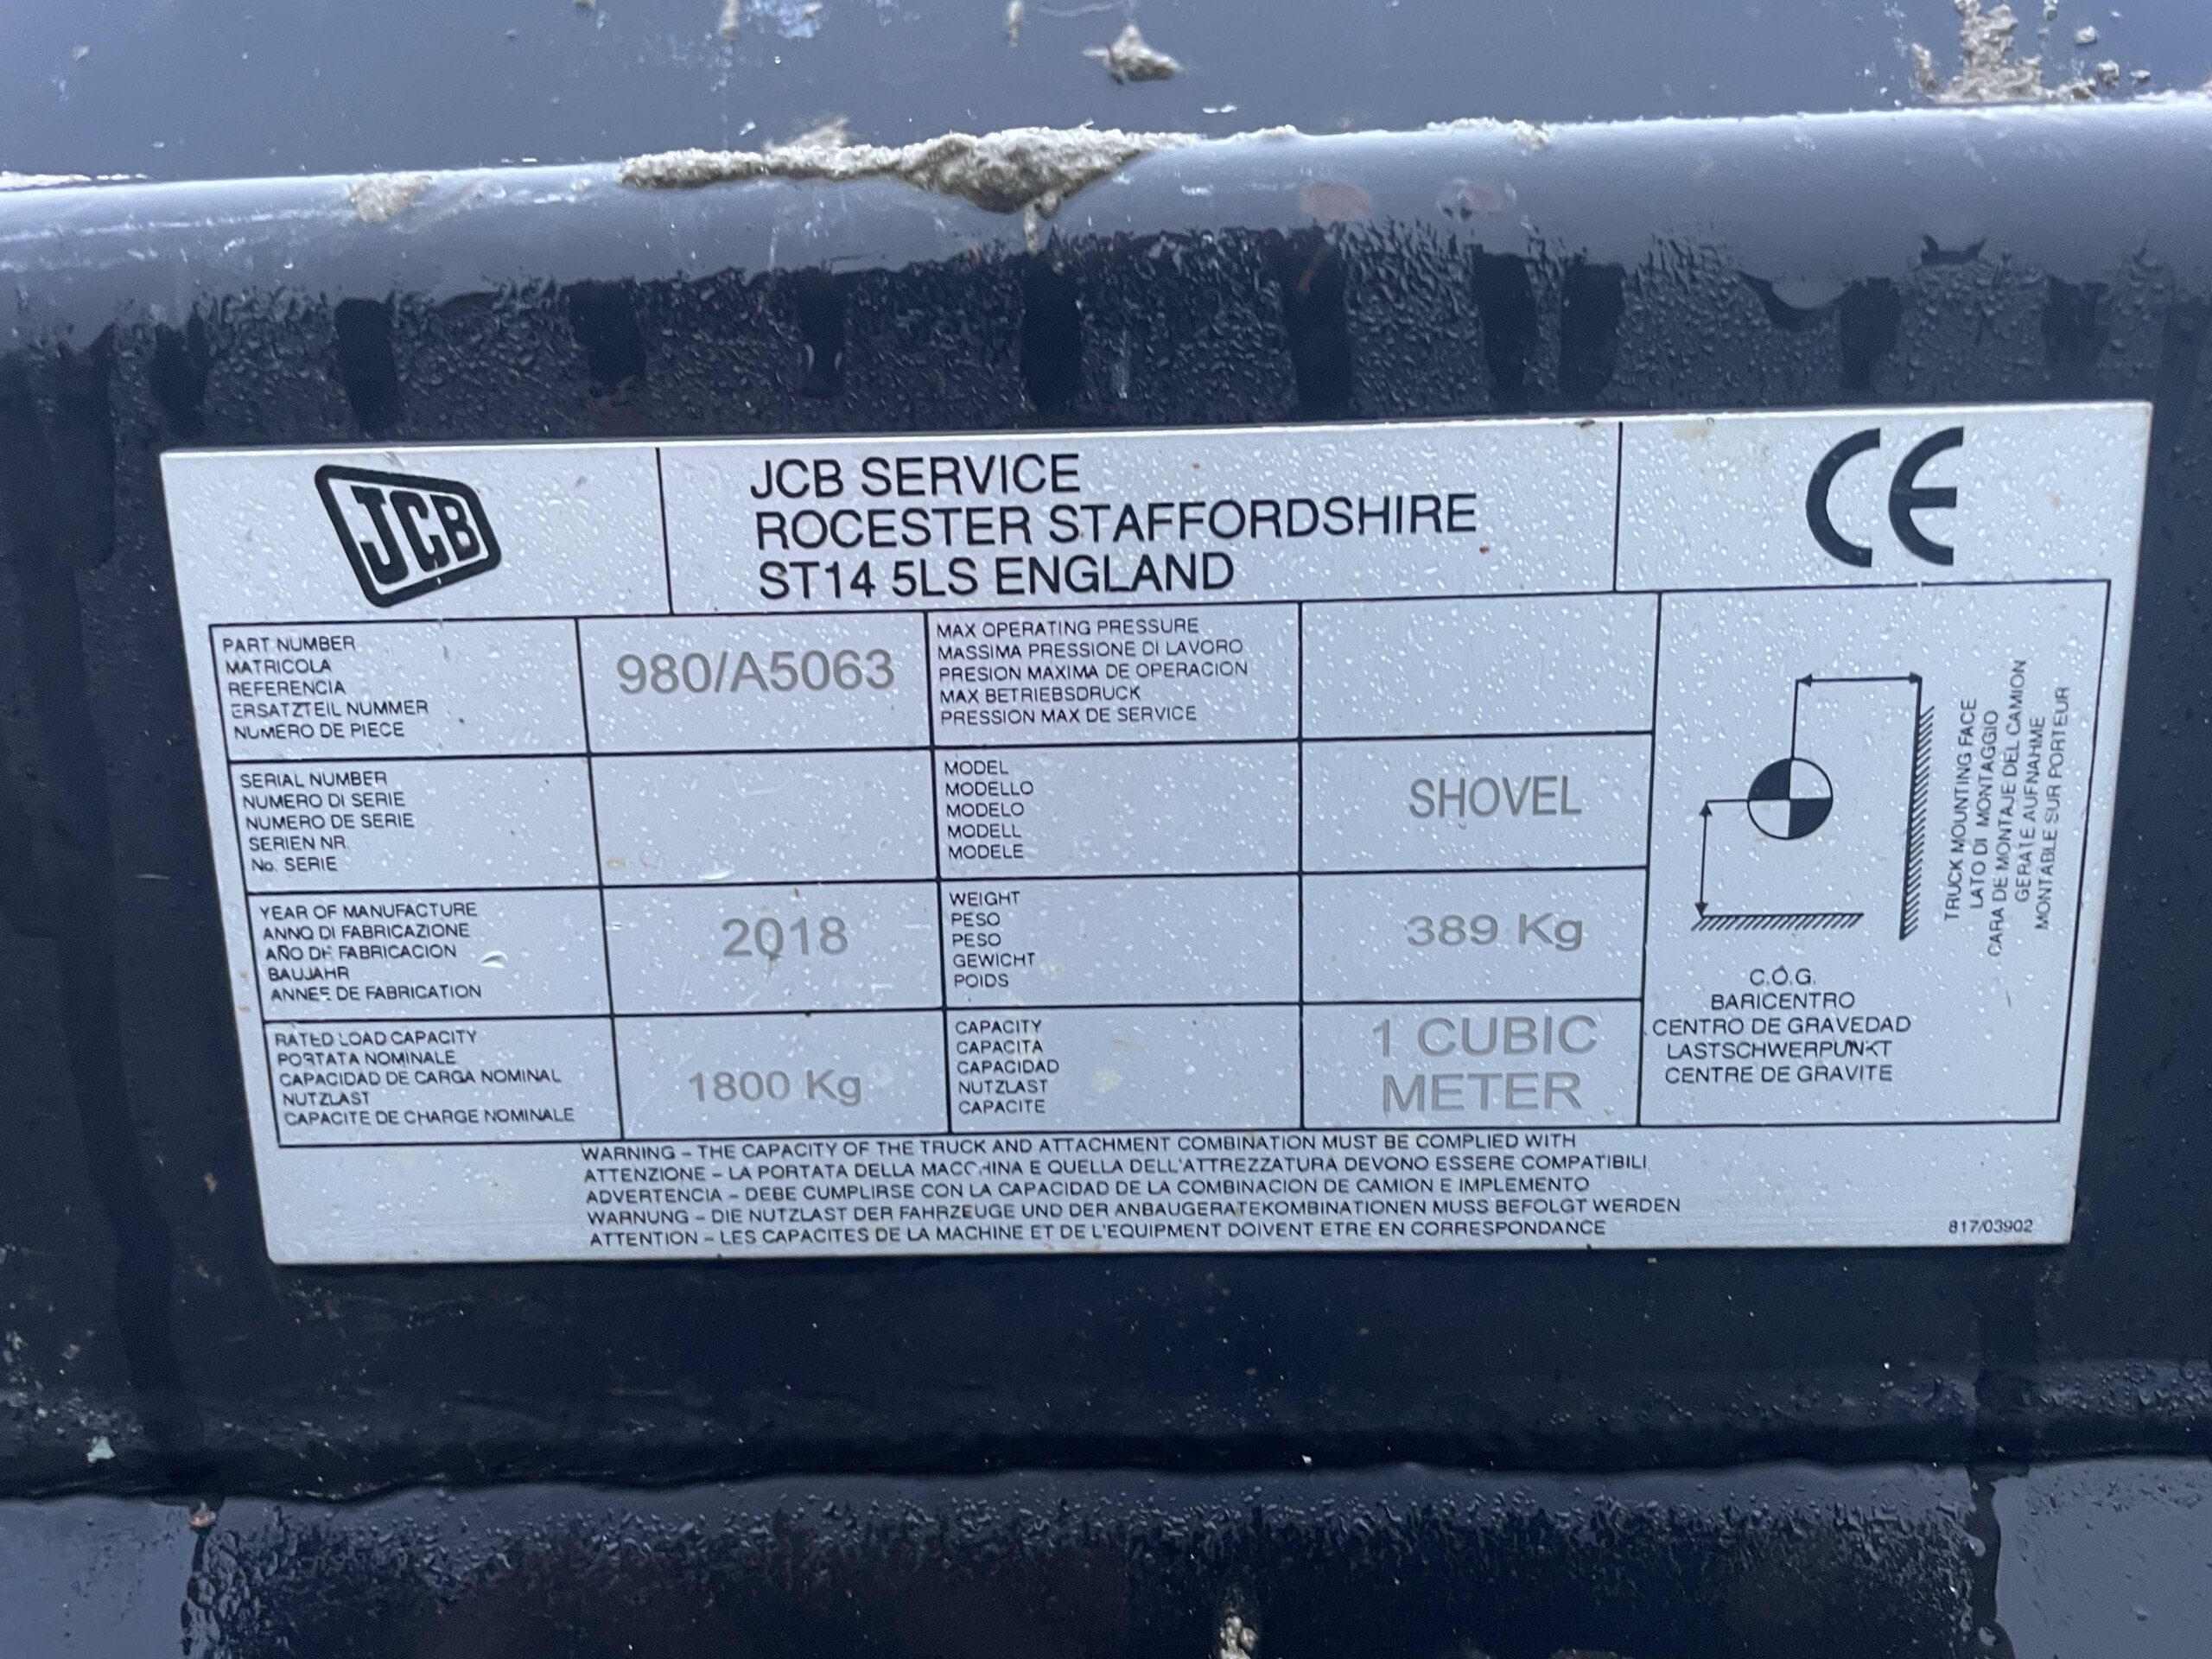 JCB
JCB SERVICE
ROCESTER STAFFORDSHIRE
ST14 5LS ENGLAND
CE
PART NUMBER
MATRICOLA
REFERENCIA
ERSATZTEIL NUMMER
NUMERO DE PIECE
980/A5063
MAX OPERATING PRESSURE
MASSIMA PRESSIONE DI LAVORO
PRESION MAXIMA DE OPERACION
MAX BETRIEBSDRUCK
PRESSION MAX DE SERVICE
SERIAL NUMBER
NUMERO DI SERIE
NUMERO DE SERIE
SERIEN NR.
No. SERIE
MODEL
MODELLO
MODELO
MODELL
MODELE
SHOVEL
YEAR OF MANUFACTURE
ANNO DI FABRICAZIONE
AÑO DE FABRICACION
BAUJAHR
ANNEE DE FABRICATION
2018
WEIGHT
PESO
PESO
GEWICHT
POIDS
389 Kg
RATED LOAD CAPACITY
PORTATA NOMINALE
CAPACIDAD DE CARGA NOMINAL
NUTZLAST
CAPACITE DE CHARGE NOMINALE
1800 Kg
CAPACITY
CAPACITA
CAPACIDAD
NUTZLAST
CAPACITE
1 CUBIC
METER
TRUCK MOUNTING FACE
LATO DI MONTAGGIO
CARA DE MONTAJE DEL CAMION
GERATE AUFNAHME
MONTABLE SUR PORTEUR
C.O.G.
BARICENTRO
CENTRO DE GRAVEDAD
LASTSCHWERPUNKT
CENTRE DE GRAVITE
WARNING – THE CAPACITY OF THE TRUCK AND ATTACHMENT COMBINATION MUST BE COMPLIED WITH
ATTENZIONE – LA PORTATA DELLA MACCHINA E QUELLA DELL'ATTREZZATURA DEVONO ESSERE COMPATIBILI
ADVERTENCIA – DEBE CUMPLIRSE CON LA CAPACIDAD DE LA COMBINACION DE CAMION E IMPLEMENTO
WARNUNG – DIE NUTZLAST DER FAHRZEUGE UND DER ANBAUGERATEKOMBINATIONEN MUSS BEFOLGT WERDEN
ATTENTION – LES CAPACITES DE LA MACHINE ET DE L'EQUIPMENT DOIVENT ETRE EN CORRESPONDANCE
817/03902